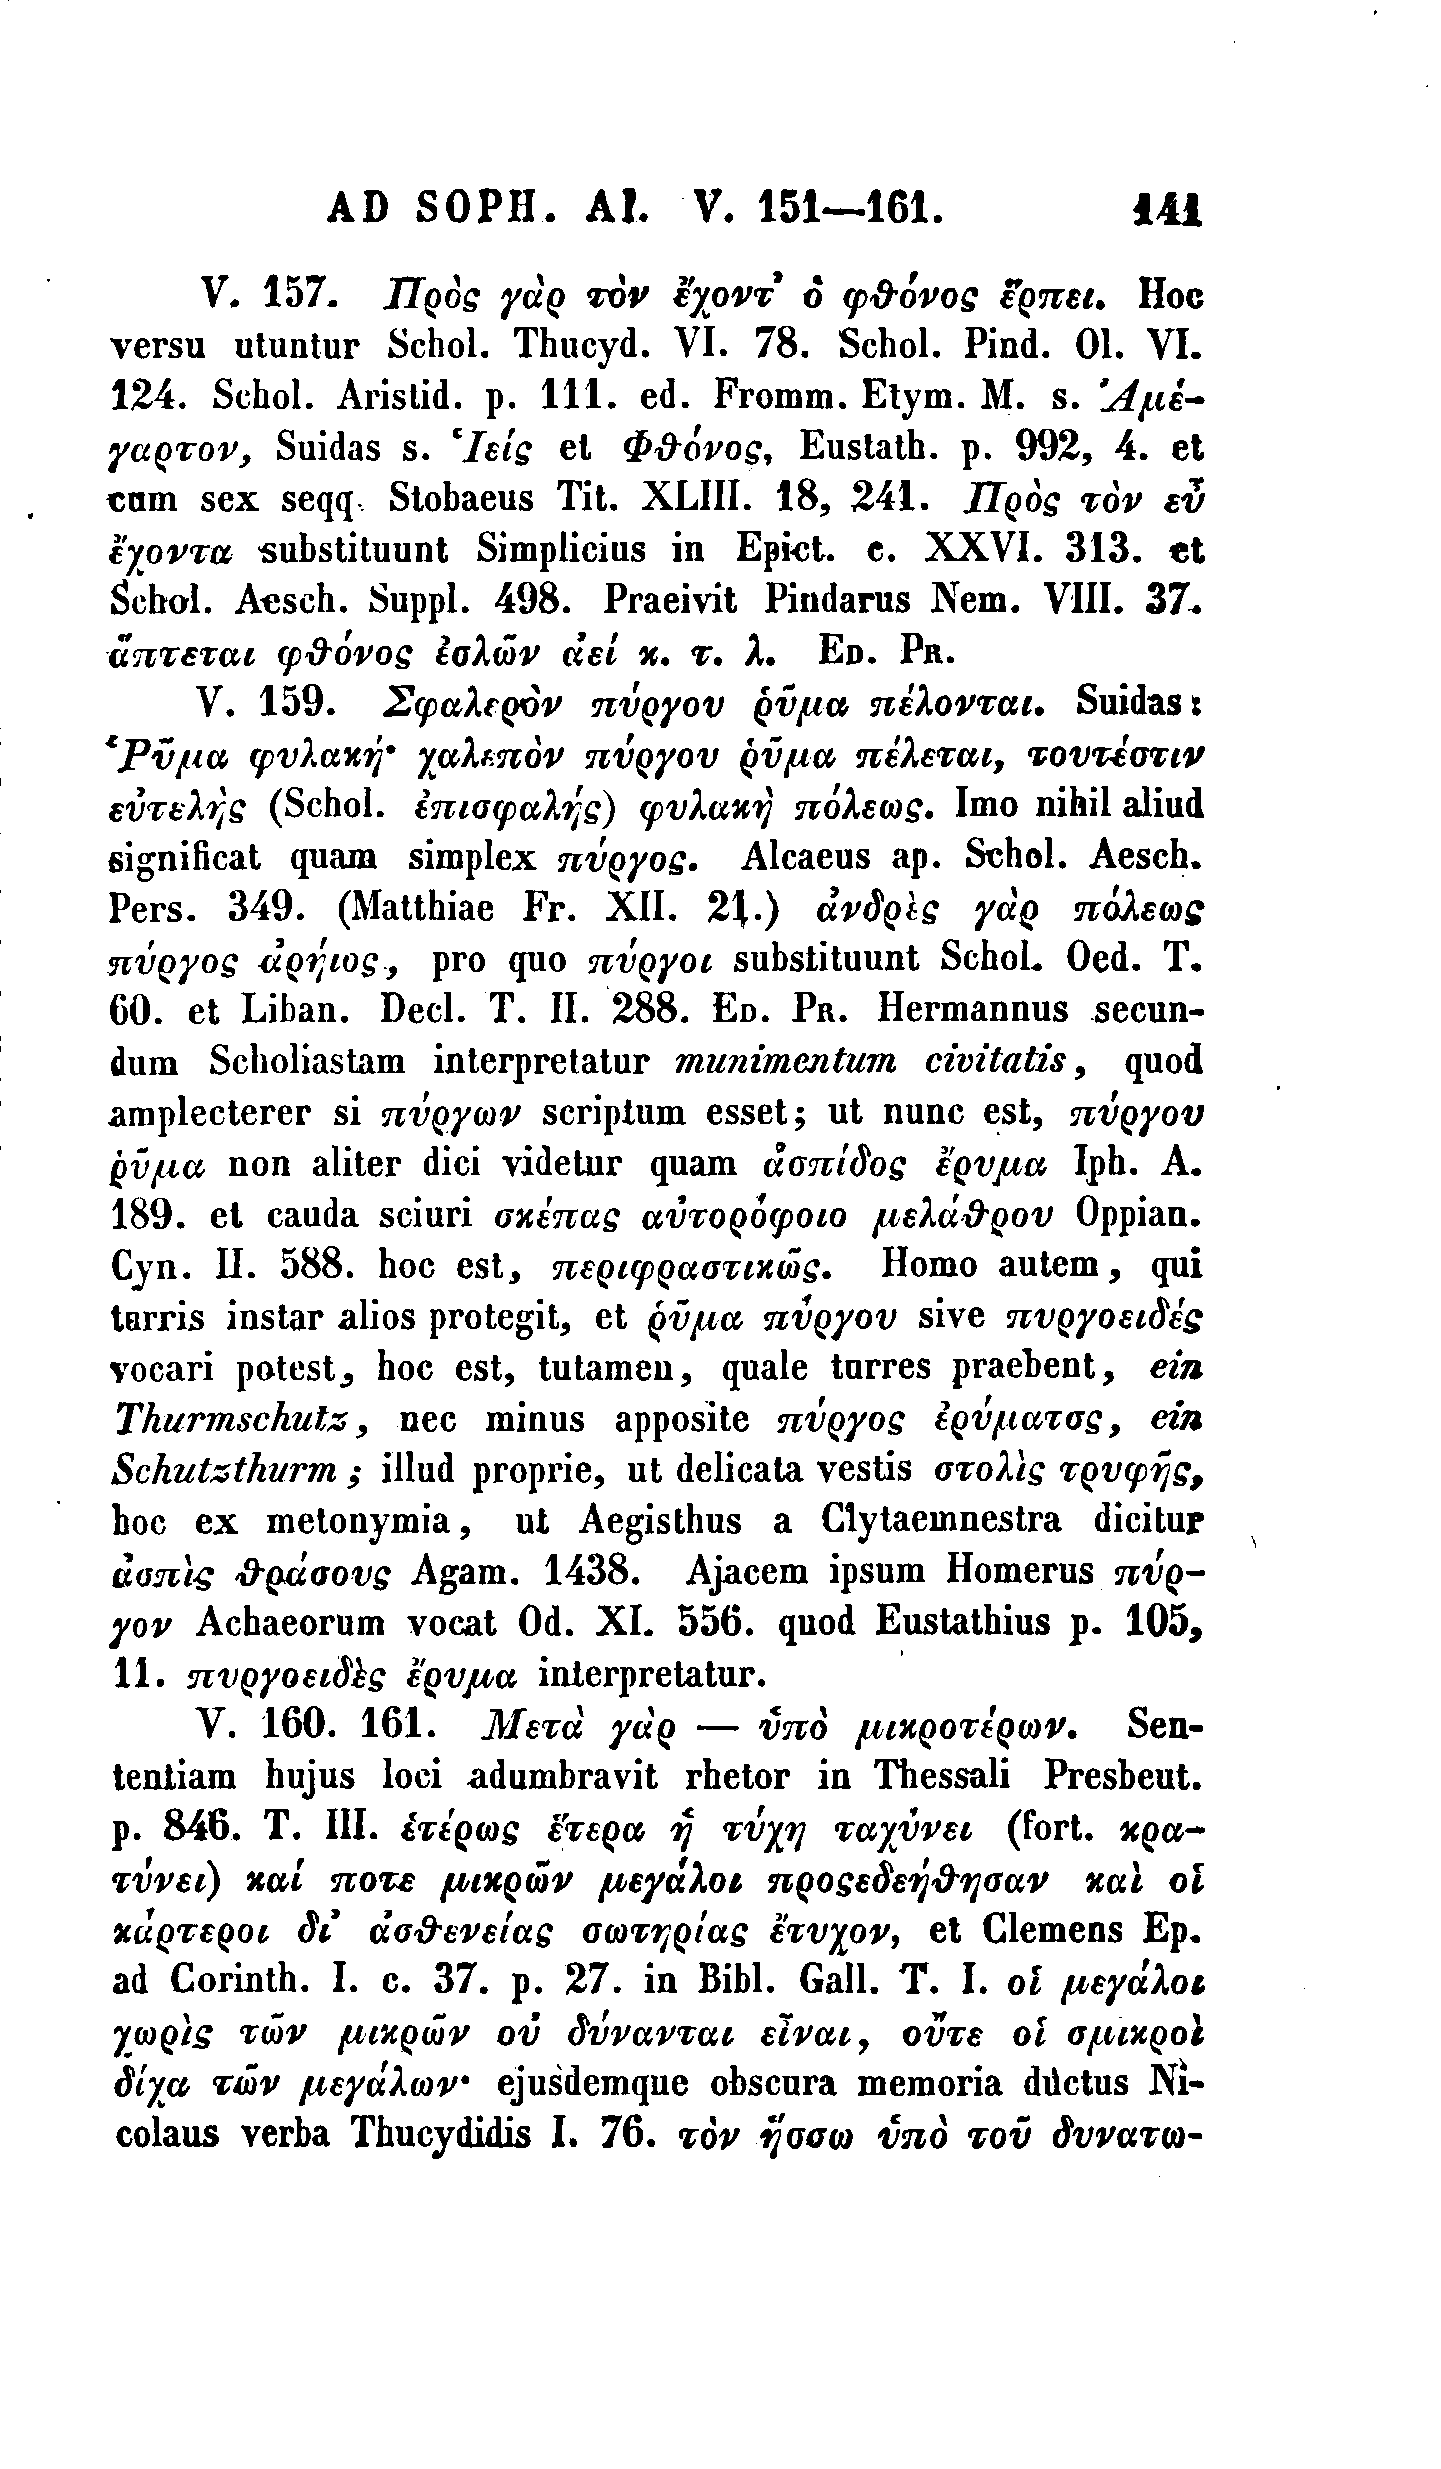 AD SOPH. AI. V. 151—161. 141
V. 157. Πρὸς γὰρ τὸν ἔχοντ᾽ ὁ φϑόνος ἕρπει. Hoc
versu utuntur Schol. Thucyd. VI. 78. Schol. Pind. Ol. VI.
124. Schol. Aristid. p. 111. ed. Fromm. Etym. M. s. Ἀμέ-
γαρτον, Suidas s. Ἱείς et Φϑόνος, Eustath. p. 992, 4. et
cum sex seqq. Stobaeus Tit. XLIII. 18, 241. Πρὸς τὸν εὖ
ἔχοντα substituunt Simplicius in Epict. c. XXVI. 313. et
Schol. Aesch. Suppl. 498. Praeivit Pindarus Nem. VIII. 37.
ἅπτεται φϑόνος ἐσλῶν ἀεί κ. τ. λ. ED. PR.
V. 159. Σφαλερὸν πύργου ῥῦμα πέλονται. Suidas:
Ῥῦμα φυλακή· χαλεπὸν πύργου ῥῦμα πέλεται, τουτέστιν
εὐτελὴς (Schol. ἐπισφαλής) φυλακὴ πόλεως. Imo nihil aliud
significat quam simplex πύργος. Alcaeus ap. Schol. Aesch.
Pers. 349. (Matthiae Fr. XII. 21.) ἀνδρὲς γὰρ πόλεως
πύργος ἀρήιος, pro quo πύργοι substituunt Schol. Oed. T.
60. et Liban. Decl. T. II. 288. ED. PR. Hermannus secun-
dum Scholiastam interpretatur munimentum civitatis, quod
amplecterer si πύργων scriptum esset; ut nunc est, πύργου
ῥῦμα non aliter dici videtur quam ἀσπίδος ἔρυμα Iph. A.
189. et cauda sciuri σκέπας αὐτορόφοιο μελάϑρου Oppian.
Cyn. II. 588. hoc est, περιφραστικῶς. Homo autem, qui
turris instar alios protegit, et ῥῦμα πύργου sive πυργοειδές
vocari potest, hoc est, tutamen, quale turres praebent, ein
Thurmschutz, nec minus apposite πύργος ἐρύματος, ein
Schutzthurm; illud proprie, ut delicata vestis στολὶς τρυφῆς,
hoc ex metonymia, ut Aegisthus a Clytaemnestra dicitur
ἀσπὶς ϑράσους Agam. 1438. Ajacem ipsum Homerus πύρ-
γον Achaeorum vocat Od. XI. 556. quod Eustathius p. 105,
11. πυργοειδὲς ἔρυμα interpretatur.
V. 160. 161. Μετὰ γὰρ — ὑπὸ μικροτέρων. Sen-
tentiam hujus loci adumbravit rhetor in Thessali Presbeut.
p. 846. T. III. ἑτέρως ἕτερα ἡ τύχη ταχύνει (fort. κρα-
τύνει) καί ποτε μικρῶν μεγάλοι προςεδεήϑησαν καὶ οἱ
κάρτεροι δι᾽ ἀσϑενείας σωτηρίας ἔτυχον, et Clemens Ep.
ad Corinth. I. c. 37. p. 27. in Bibl. Gall. T. I. οἱ μεγάλοι
χωρὶς τῶν μικρῶν οὐ δύνανται εἶναι, οὔτε οἱ σμικροὶ
δίχα τῶν μεγάλων· ejusdemque obscura memoria ductus Ni-
colaus verba Thucydidis I. 76. τὸν ἥσσω ὑπὸ τοῦ δυνατω-